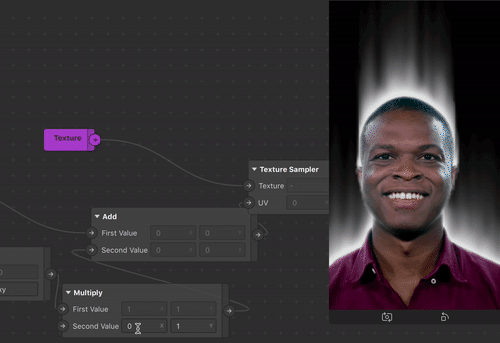 Texture
Texture Sampler
Texture
UV 0
Add
First Value 0 0
Second Value 0 0
0
xy
Multiply
First Value 1 X 1 Y
Second Value 0 X 1 Y